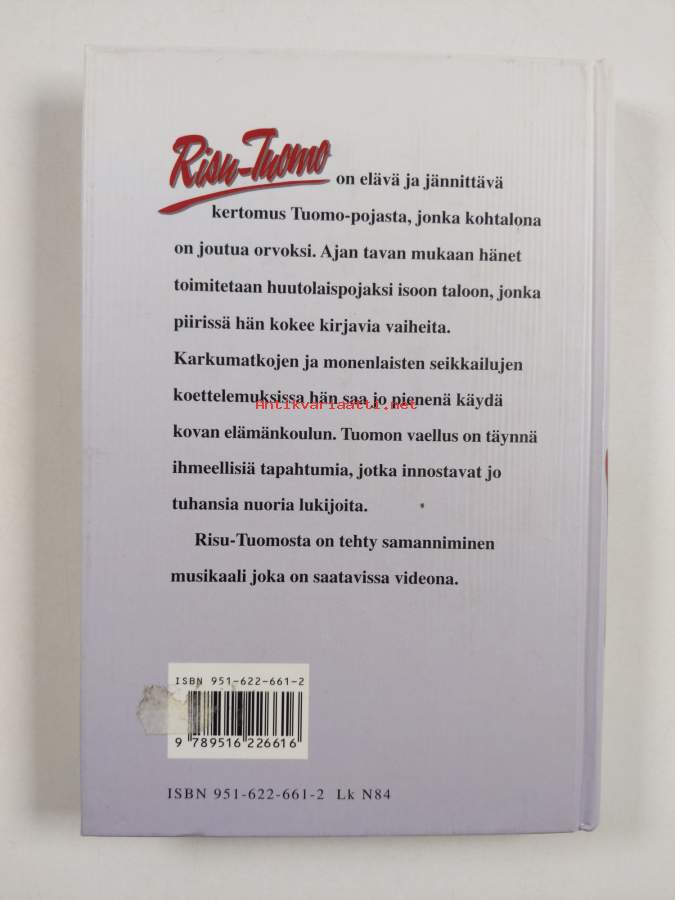 Risu-Tuomo on elävä ja jännittävä
kertomus Tuomo-pojasta, jonka kohtalona
on joutua orvoksi. Ajan tavan mukaan hänet
toimitetaan huutolaispojaksi isoon taloon, jonka
piirissä hän kokee kirjavia vaiheita.
Karkumatkojen ja monenlaisten seikkailujen
koettelemuksissa hän saa jo pienenä käydä
Antikvariaatti.net
kovan elämänkoulun. Tuomon vaellus on täynnä
ihmeellisiä tapahtumia, jotka innostavat jo
tuhansia nuoria lukijoita.
Risu-Tuomosta on tehty samanniminen
musikaali joka on saatavissa videona.
ISBN 951-622-661-2
9 789516 226616
ISBN 951-622-661-2 Lk N84